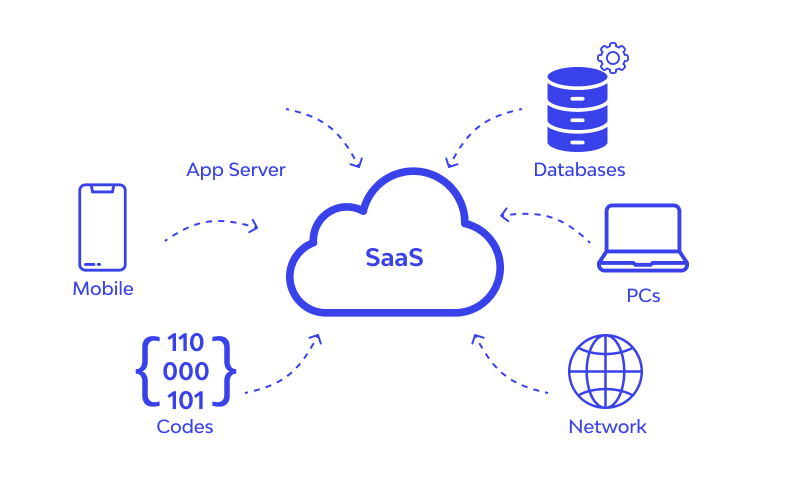 App Server
Databases
SaaS
Mobile
PCs
{110
000
101}
Codes
Network